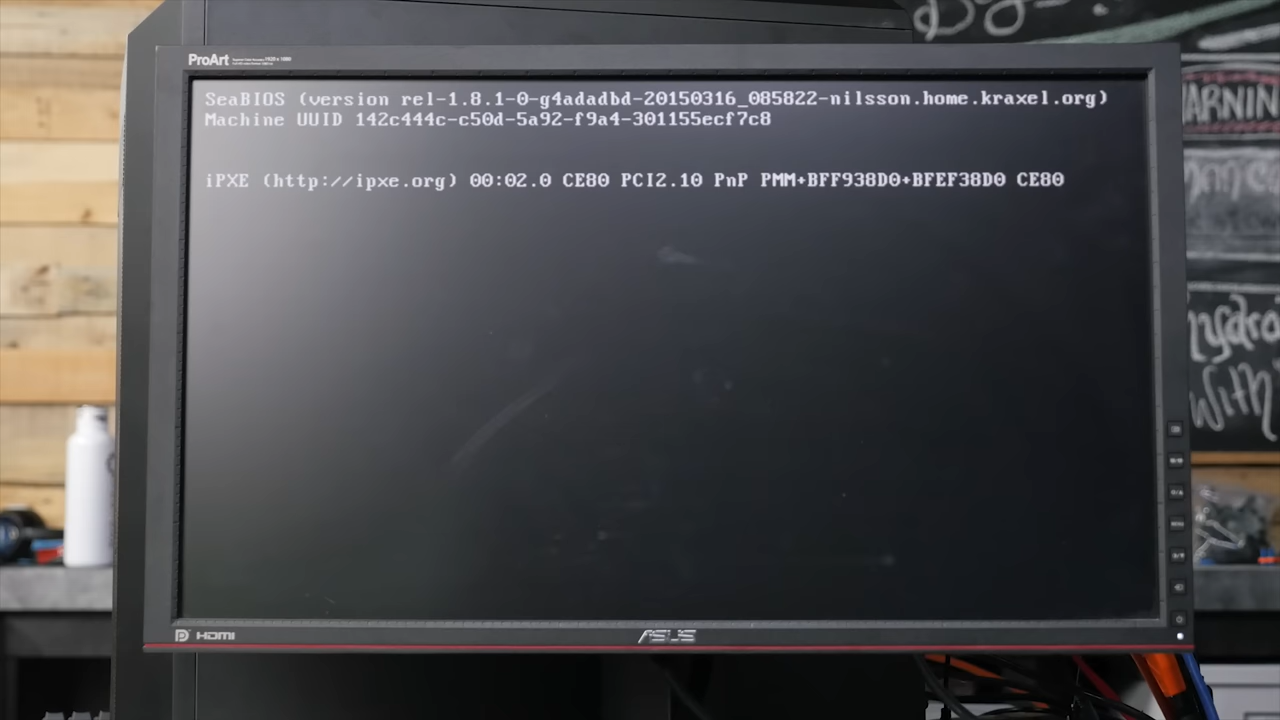 ProArt
SeaBIOS (version rel-1.8.1-0-g4adadbd-20150316_085822-nilsson.home.kraxel.org)
Machine UUID 142c444c-c50d-5a92-f9a4-301155ecf7c8
iPXE (http://ipxe.org) 00:02.0 CE80 PCI2.10 PnP PMM+BFF938D0+BFEF38D0 CE80
HDMI
ASUS
With